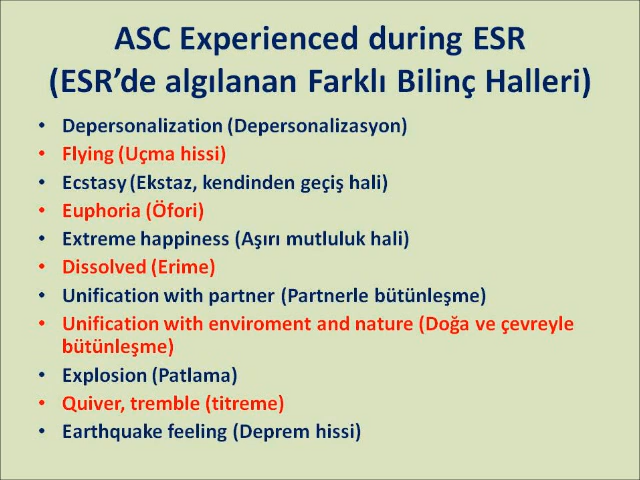 ASC Experienced during ESR
(ESR’de algılanan Farklı Bilinç Halleri)
• Depersonalization (Depersonalizasyon)
• Flying (Uçma hissi)
• Ecstasy (Ekstaz, kendinden geçiş hali)
• Euphoria (Öfori)
• Extreme happiness (Aşırı mutluluk hali)
• Dissolved (Erime)
• Unification with partner (Partnerle bütünleşme)
• Unification with enviroment and nature (Doğa ve çevreyle
bütünleşme)
• Explosion (Patlama)
• Quiver, tremble (titreme)
• Earthquake feeling (Deprem hissi)